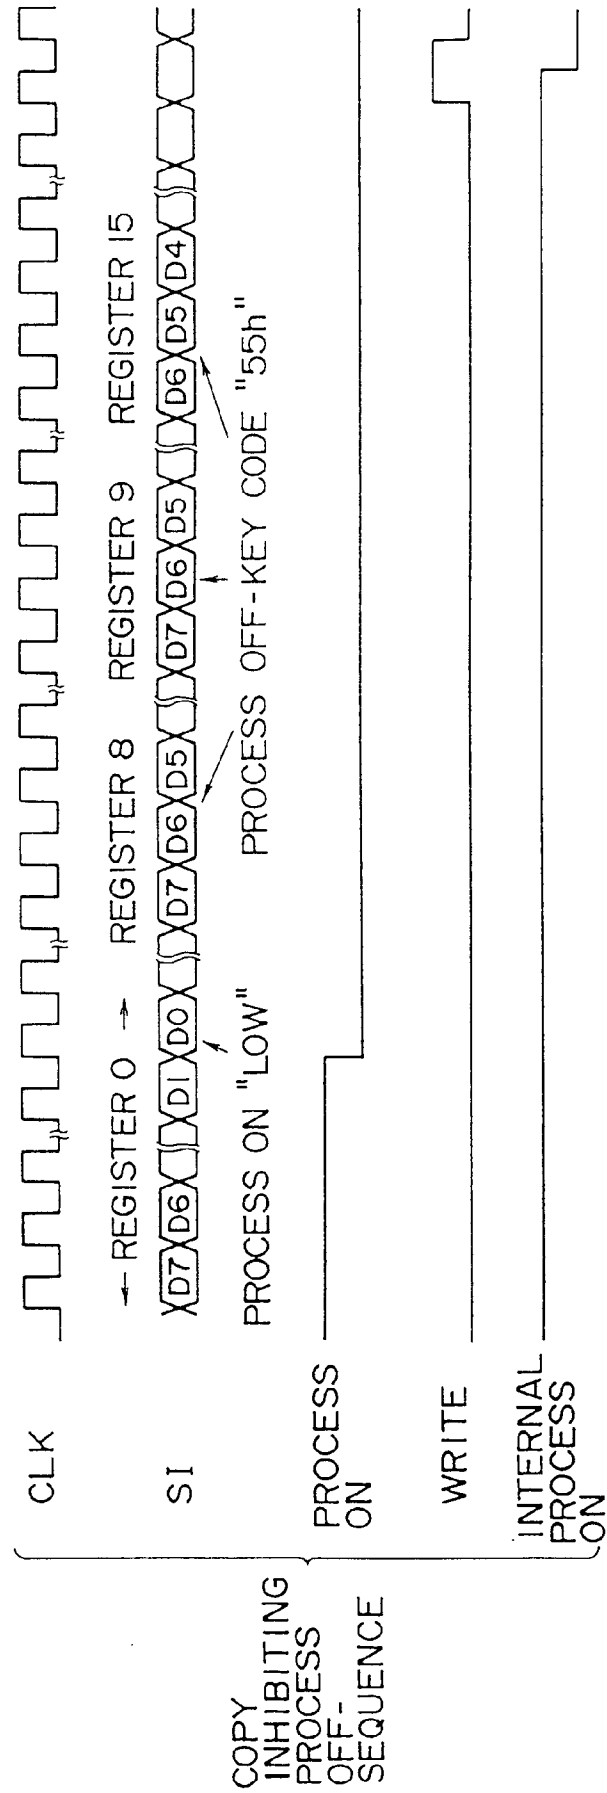 COPY
INHIBITING
PROCESS
OFF-
SEQUENCE
CLK
SI
PROCESS
ON
WRITE
INTERNAL
PROCESS
ON
REGISTER 0
REGISTER 8
REGISTER 9
REGISTER 15
D7 D6 D1 D0 D7 D6 D5 D7 D6 D5 D6 D5 D4
PROCESS ON "LOW"
PROCESS OFF-KEY CODE "55h"